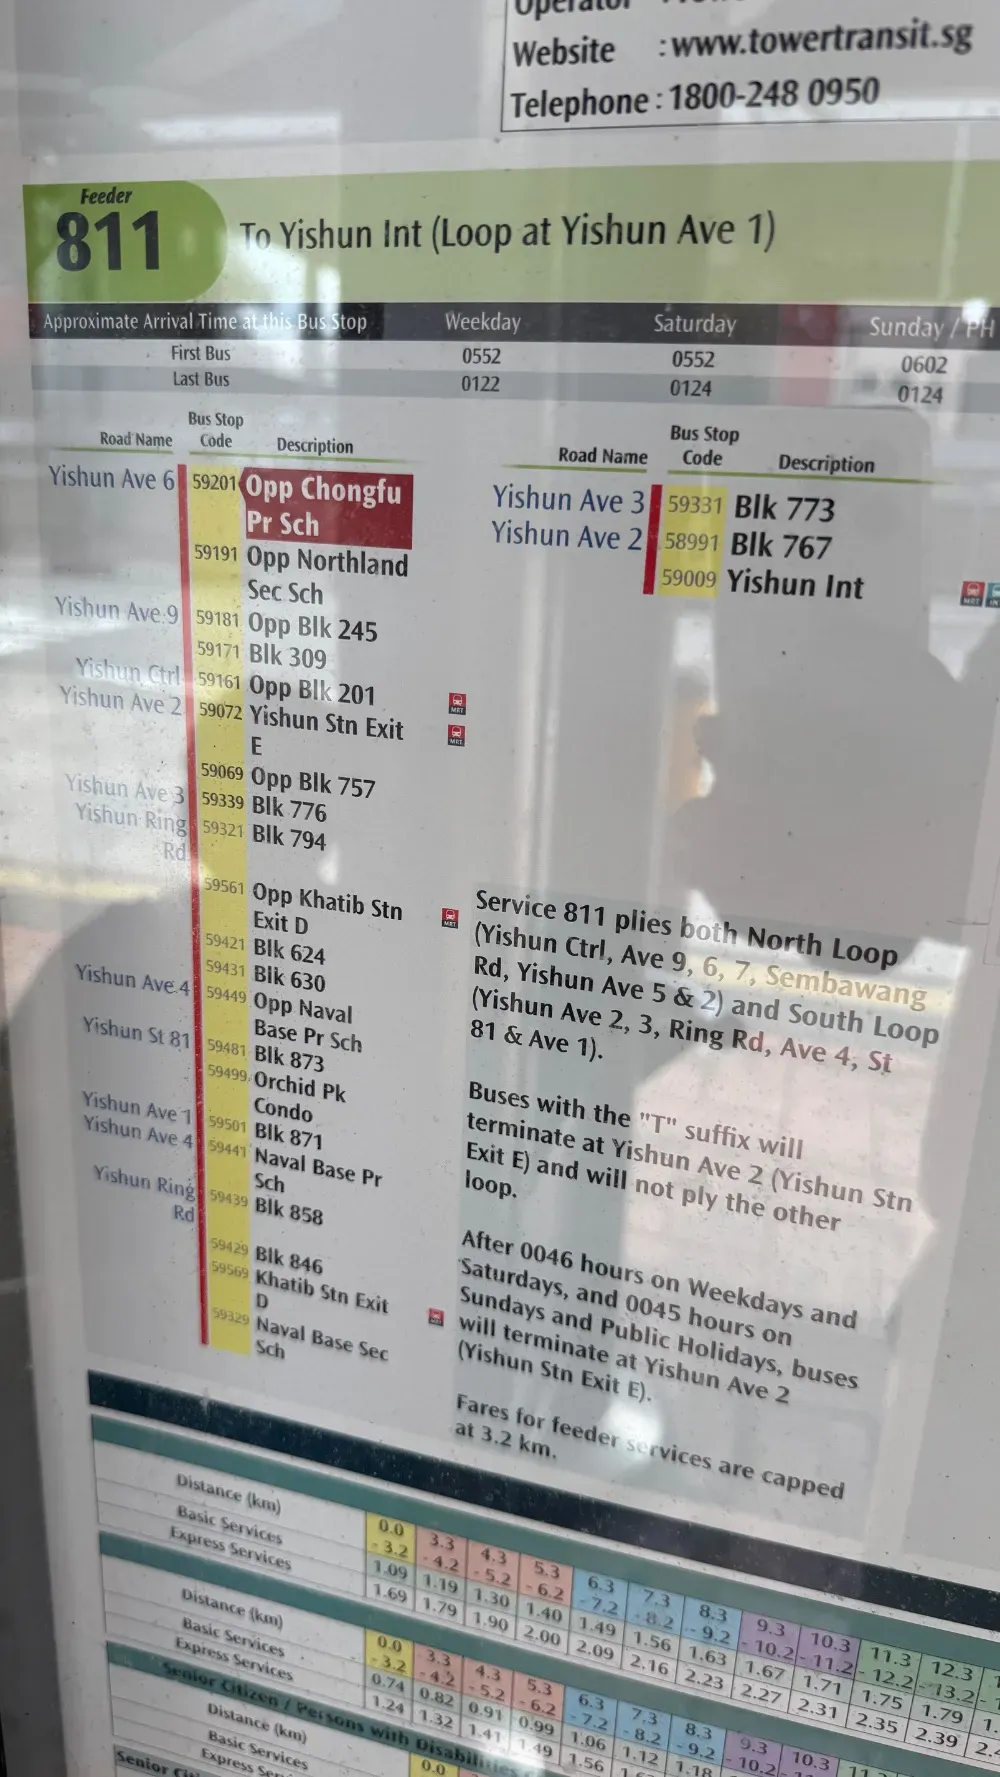 Operator
Website : www.towertransit.sg
Telephone : 1800-248 0950
Feeder
811
To Yishun Int (Loop at Yishun Ave 1)
Approximate Arrival Time at this Bus Stop Weekday Saturday Sunday / PH
First Bus 0552 0552 0602
Last Bus 0122 0124 0124
Road Name Bus Stop Code Description
Yishun Ave 6 59201 Opp Chongfu
Pr Sch
59191 Opp Northland
Sec Sch
Yishun Ave 9 59181 Opp Blk 245
59171 Blk 309
Yishun Ctrl 59161 Opp Blk 201 MRT
Yishun Ave 2 59072 Yishun Stn Exit
E MRT
59069 Opp Blk 757
Yishun Ave 3 59339 Blk 776
Yishun Ring
Rd 59321 Blk 794
59561 Opp Khatib Stn
Exit D MRT
59421 Blk 624
59431 Blk 630
Yishun Ave 4 59449 Opp Naval
Base Pr Sch
Yishun St 81 59481 Blk 873
59499 Orchid Pk
Condo
Yishun Ave 1 59501 Blk 871
Yishun Ave 4 59441 Naval Base Pr
Sch
Yishun Ring
Rd 59439 Blk 858
59429 Blk 846
59569 Khatib Stn Exit
D
59329 Naval Base Sec
Sch
Road Name Bus Stop Code Description
Yishun Ave 3 59331 Blk 773
Yishun Ave 2 58991 Blk 767
59009 Yishun Int MRT
Service 811 plies both North Loop
(Yishun Ctrl, Ave 9, 6, 7, Sembawang
Rd, Yishun Ave 5 & 2) and South Loop
(Yishun Ave 2, 3, Ring Rd, Ave 4, St
81 & Ave 1).
Buses with the "T" suffix will
terminate at Yishun Ave 2 (Yishun Stn
Exit E) and will not ply the other
loop.
After 0046 hours on Weekdays and
Saturdays, and 0045 hours on
Sundays and Public Holidays, buses
will terminate at Yishun Ave 2
(Yishun Stn Exit E).
Fares for feeder services are capped
at 3.2 km.
Distance (km) 0.0 - 3.2 3.3 - 4.2 4.3 - 5.2 5.3 - 6.2 6.3 - 7.2 7.3 - 8.2 8.3 - 9.2 9.3 - 10.2 10.3 - 11.2 11.3 - 12.2 12.3 - 13.2
Basic Services 1.09 1.19 1.30 1.40 1.49 1.56 1.63 1.67 1.71 1.75 1.79
Express Services 1.69 1.79 1.90 2.00 2.09 2.16 2.23 2.27 2.31 2.35 2.39
Distance (km) 0.0 - 3.2 3.3 - 4.2 4.3 - 5.2 5.3 - 6.2 6.3 - 7.2 7.3 - 8.2 8.3 - 9.2 9.3 - 10.2 10.3
Basic Services 0.74 0.82 0.91 0.99 1.06 1.12 1.18
Express Services 1.24 1.32 1.41 1.49 1.56
Senior Citizen / Persons with Disabilities
Distance (km) 0.0
Basic Services
Express
Senior